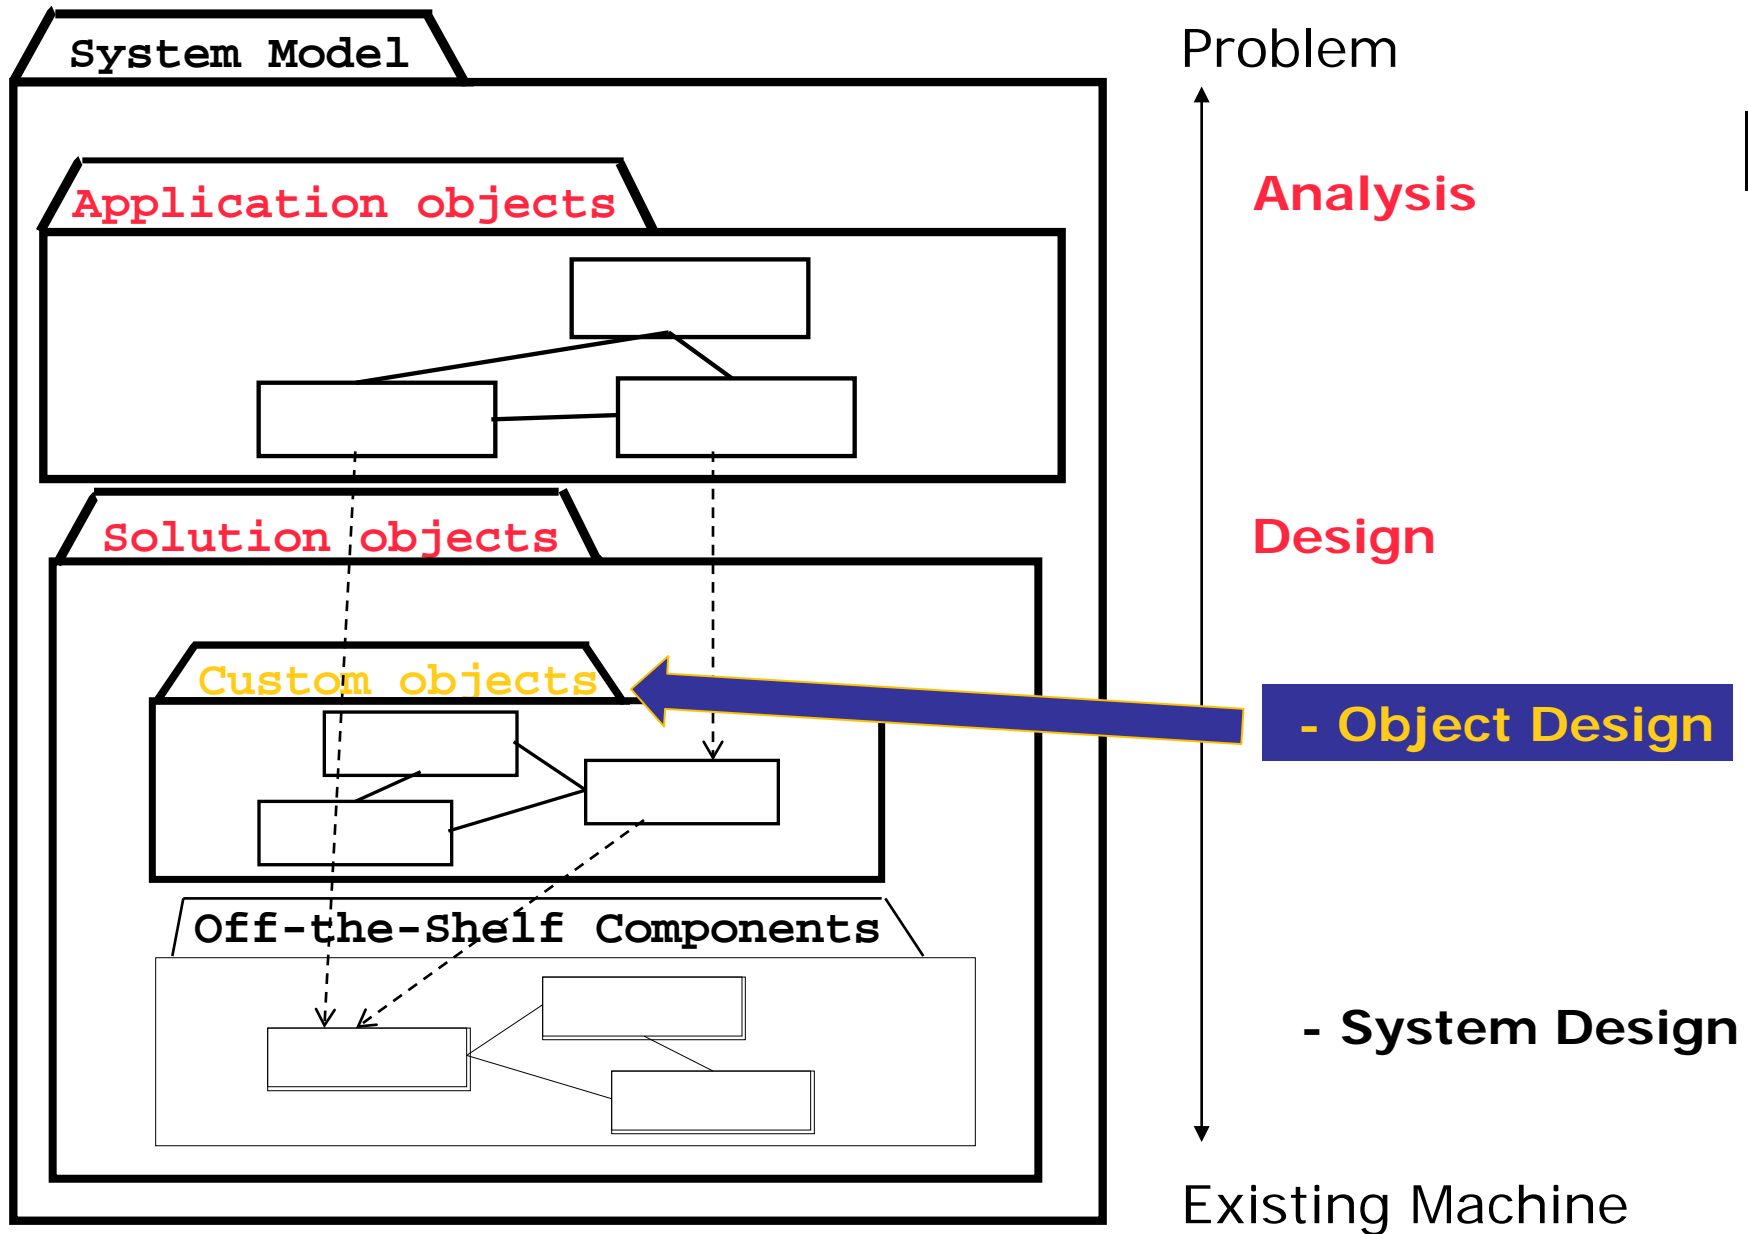 System Model
Problem
Application objects
Analysis
Solution objects
Design
Custom objects
- Object Design
Off-the-Shelf Components
- System Design
Existing Machine